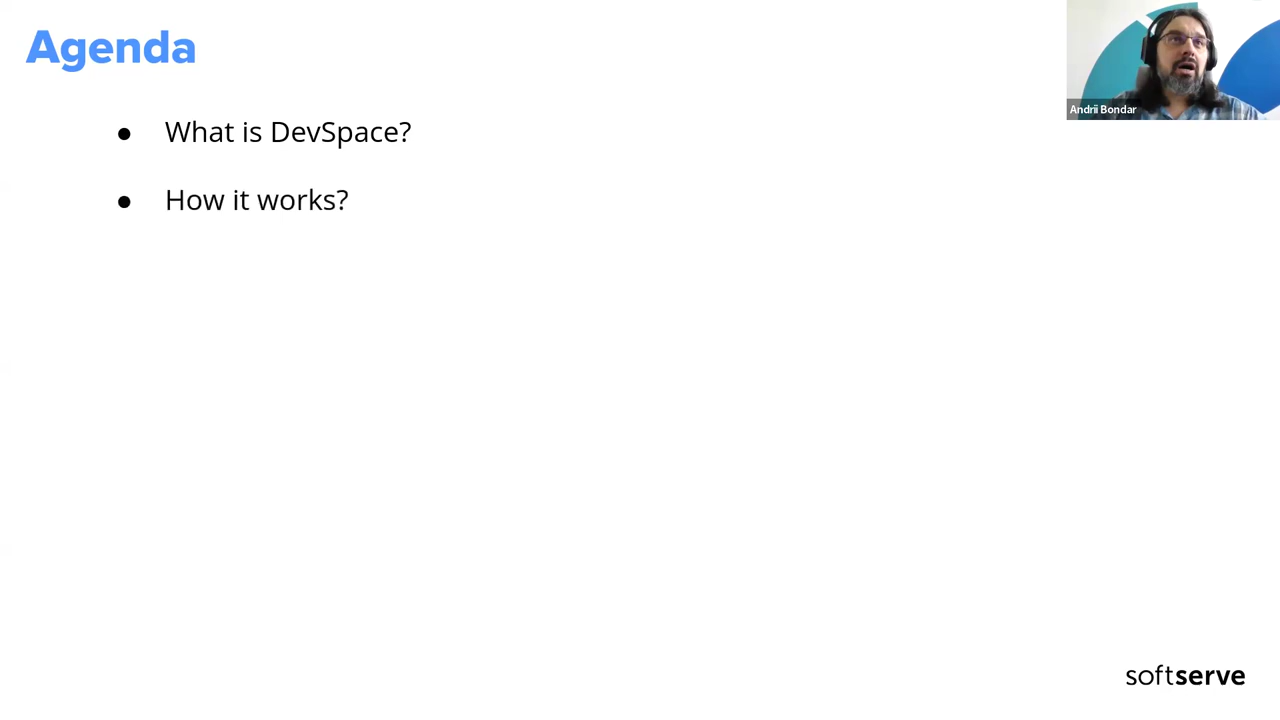 Agenda
Andrii Bondar
● What is DevSpace?
● How it works?
softserve